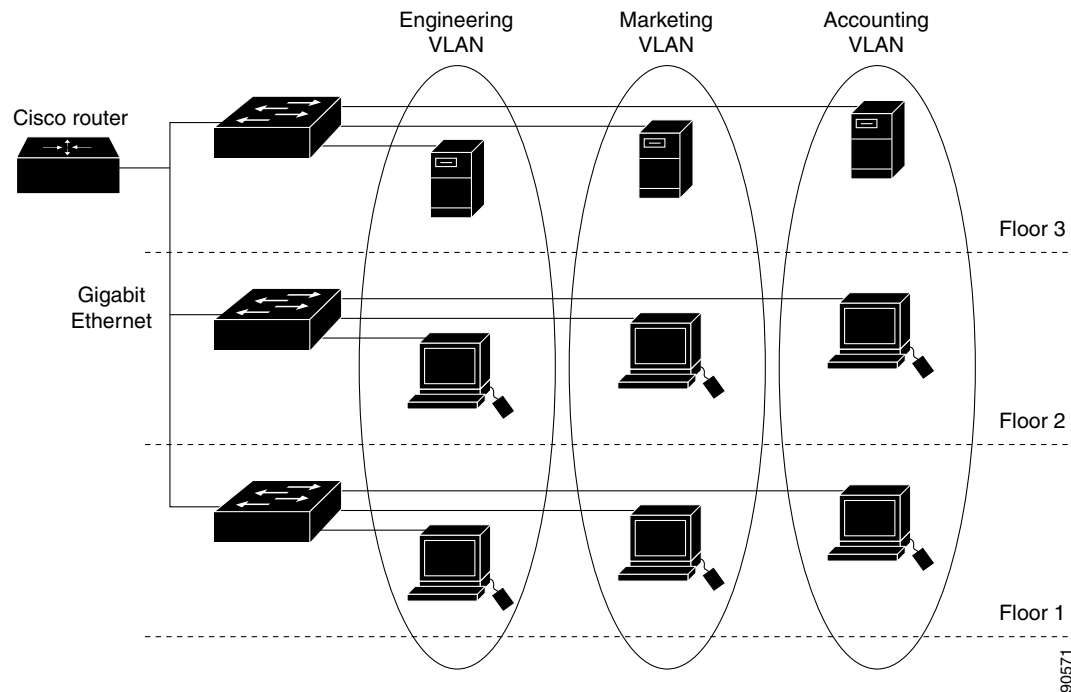 Engineering
VLAN
Marketing
VLAN
Accounting
VLAN
Cisco router
Floor 3
Gigabit
Ethernet
Floor 2
Floor 1
90571